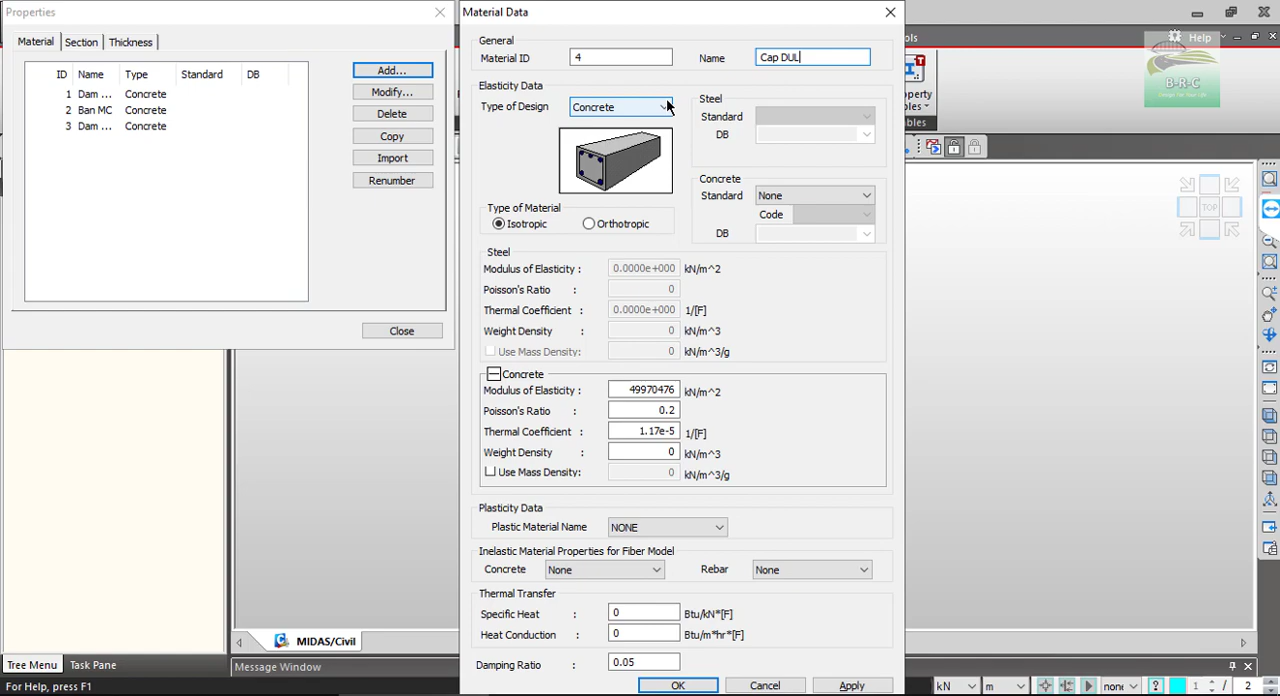 Properties
Material Section Thickness
ID Name Type Standard DB
1 Dam ... Concrete
2 Ban MC Concrete
3 Dam ... Concrete
Add...
Modify...
Delete
Copy
Import
Renumber
Close
Material Data
General
Material ID 4 Name Cap DUL
Elasticity Data
Type of Design Concrete
Steel
Standard
DB
Concrete
Standard None
Code
DB
Type of Material
Isotropic Orthotropic
Steel
Modulus of Elasticity : 0.0000e+000 kN/m^2
Poisson's Ratio : 0
Thermal Coefficient : 0.0000e+000 1/[F]
Weight Density : 0 kN/m^3
Use Mass Density: 0 kN/m^3/g
Concrete
Modulus of Elasticity : 49970476 kN/m^2
Poisson's Ratio : 0.2
Thermal Coefficient : 1.17e-5 1/[F]
Weight Density : 0 kN/m^3
Use Mass Density: 0 kN/m^3/g
Plasticity Data
Plastic Material Name NONE
Inelastic Material Properties for Fiber Model
Concrete None Rebar None
Thermal Transfer
Specific Heat : 0 Btu/kN*[F]
Heat Conduction : 0 Btu/m*hr*[F]
Damping Ratio : 0.05
OK Cancel Apply
Help
B-R-C
TOP
MIDAS/Civil
Tree Menu Task Pane
Message Window
For Help, press F1
kN m none 1 / 2